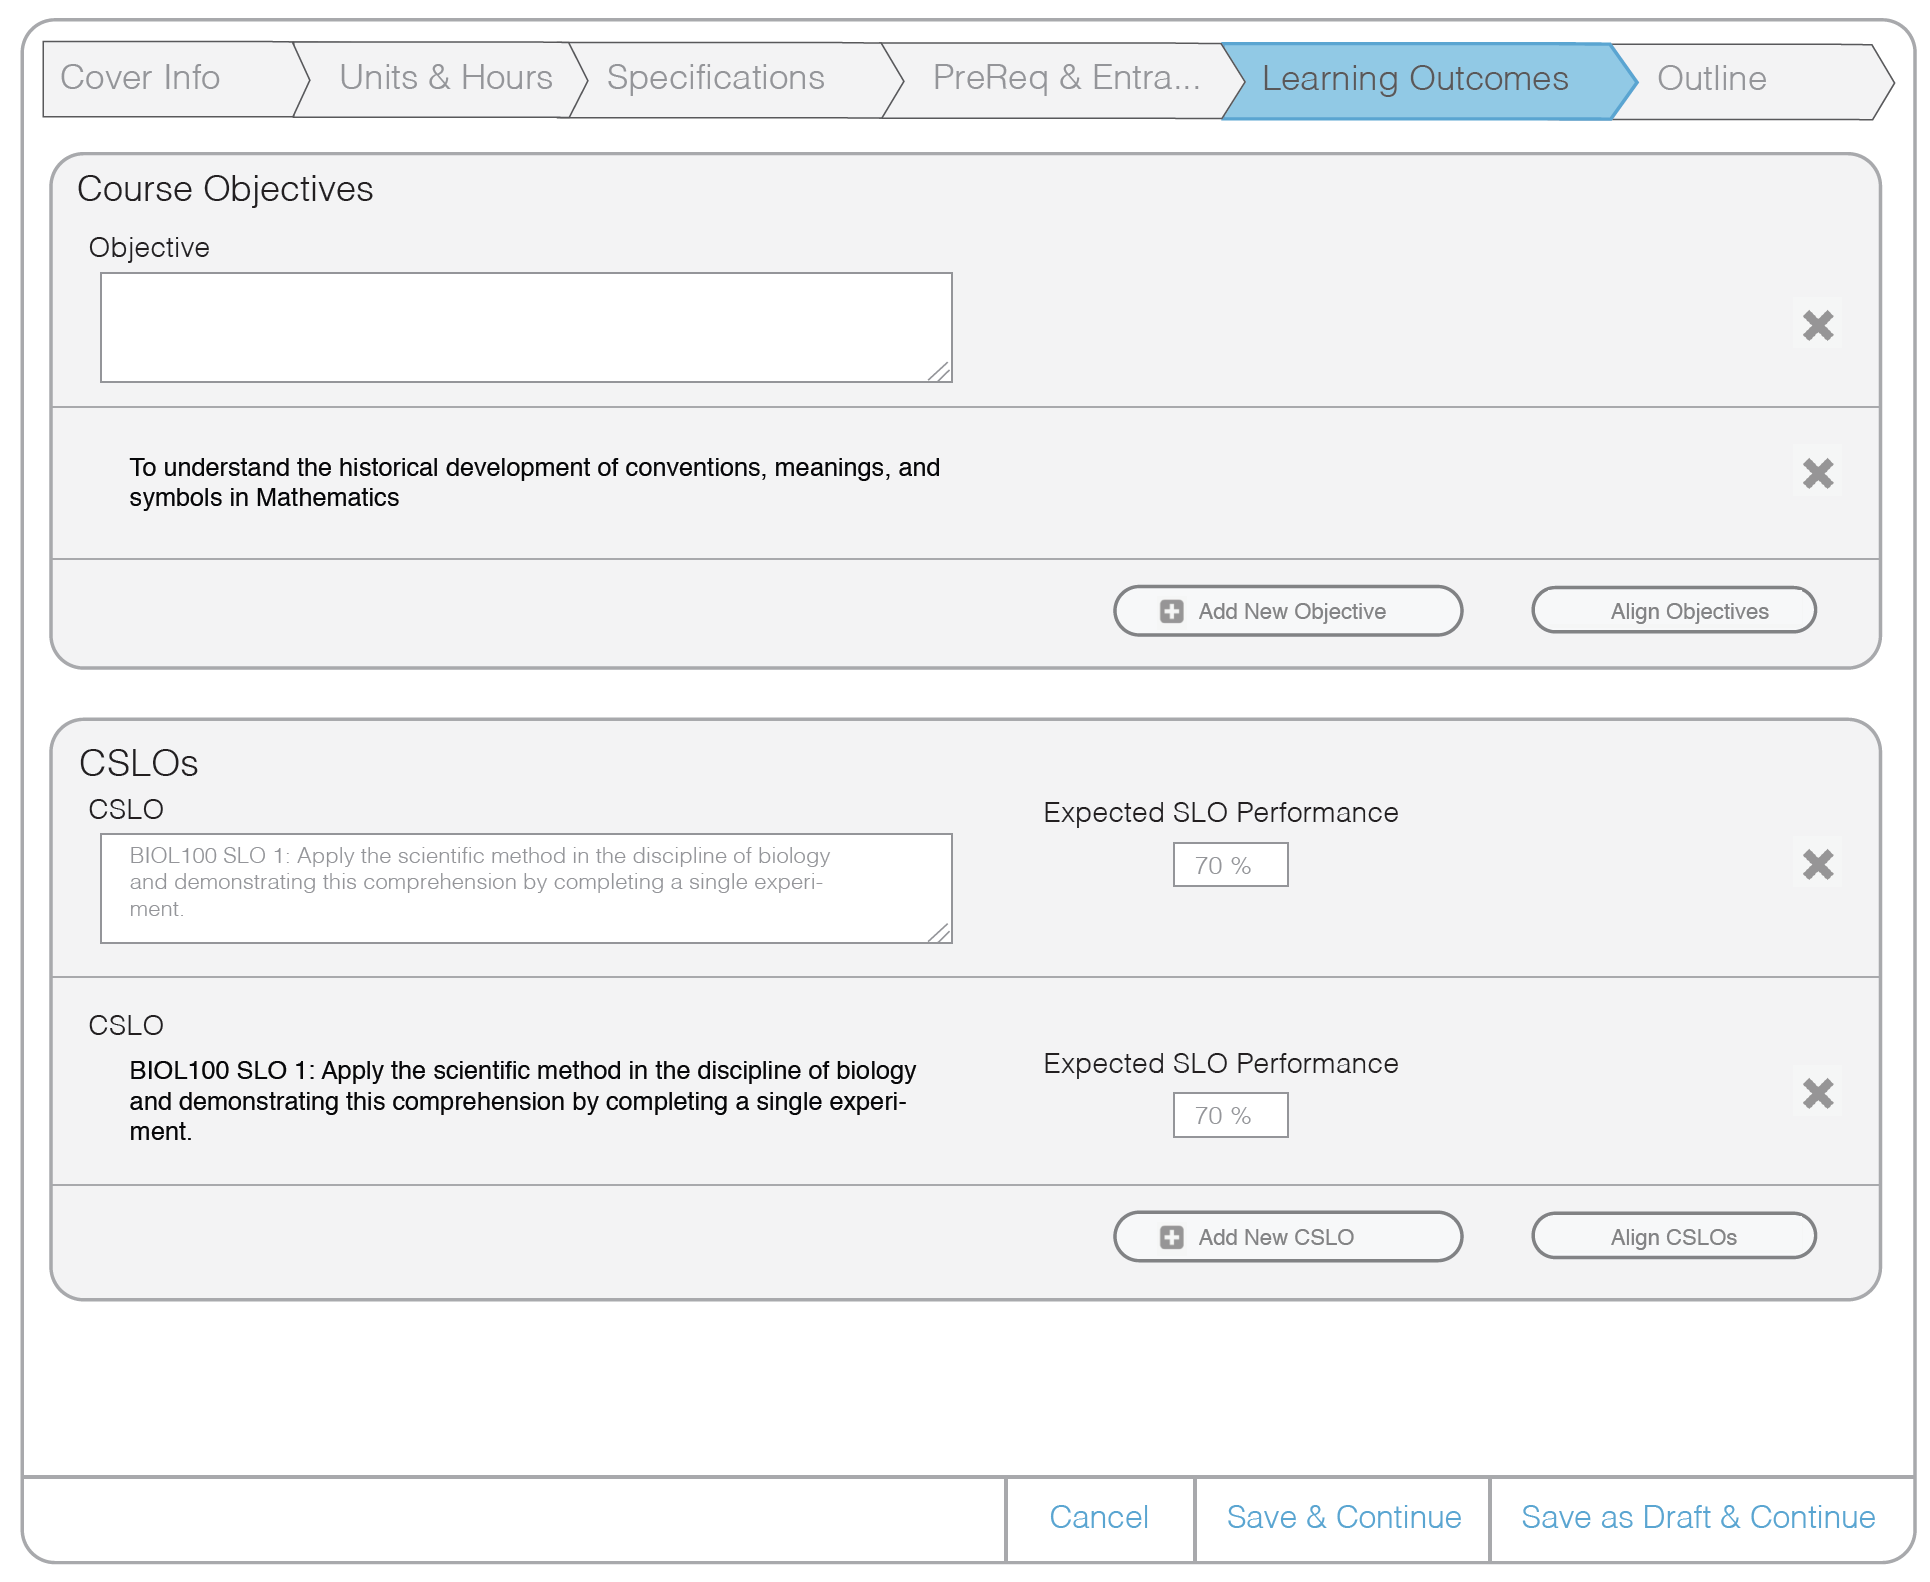 Cover Info
Units & Hours
Specifications
PreReq & Entra...
Learning Outcomes
Outline
Course Objectives
Objective
To understand the historical development of conventions, meanings, and
symbols in Mathematics
Add New Objective
Align Objectives
CSLOs
CSLO
Expected SLO Performance
BIOL100 SLO 1: Apply the scientific method in the discipline of biology
and demonstrating this comprehension by completing a single experi-
ment.
70 %
CSLO
BIOL100 SLO 1: Apply the scientific method in the discipline of biology
and demonstrating this comprehension by completing a single experi-
ment.
Expected SLO Performance
70 %
Add New CSLO
Align CSLOs
Cancel
Save & Continue
Save as Draft & Continue